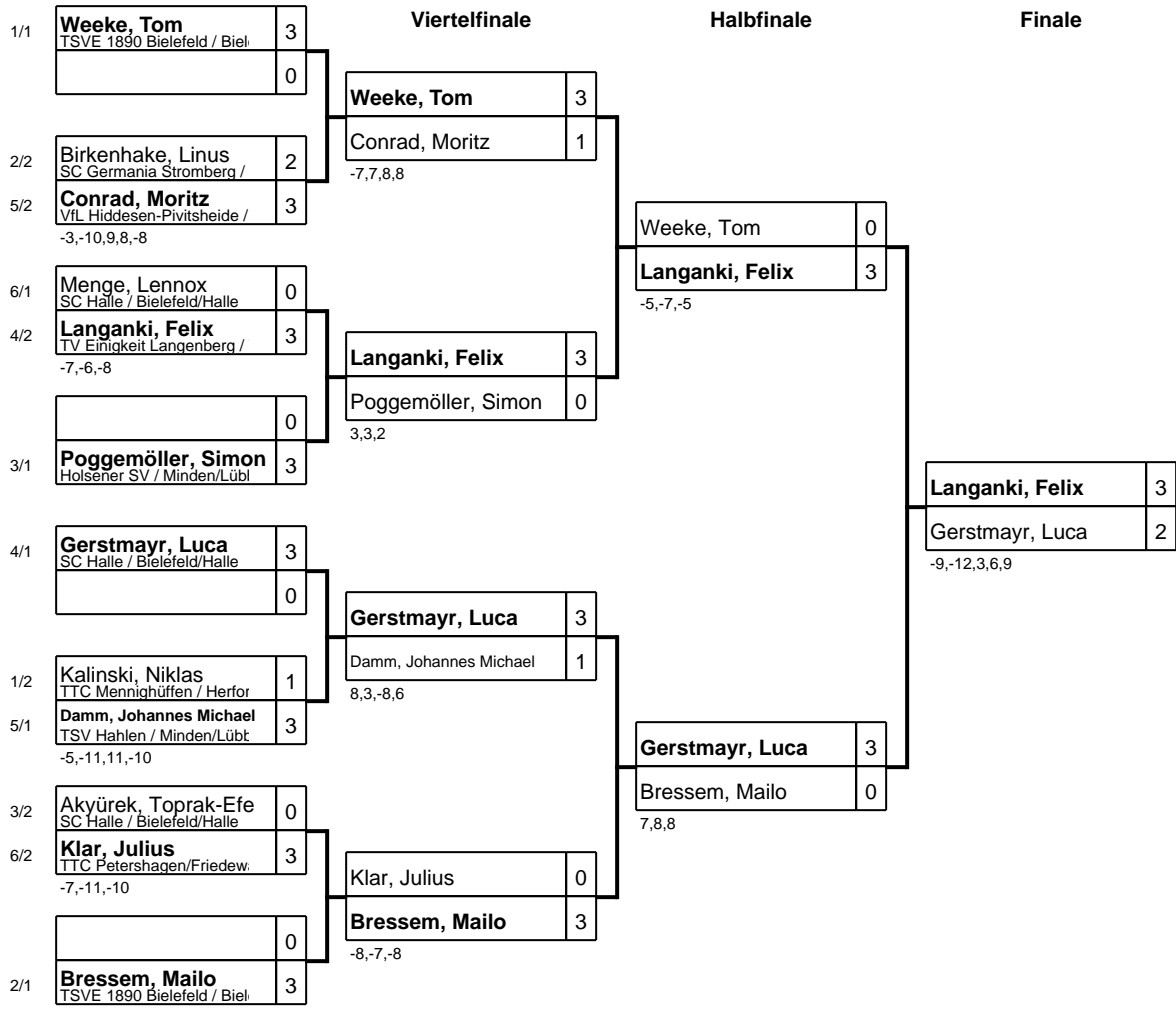 Viertelfinale
Halbfinale
Finale
1/1 Weeke, Tom 3
TSVE 1890 Bielefeld / Biel
0
2/2 Birkenhake, Linus 2
SC Germania Stromberg /
5/2 Conrad, Moritz 3
VfL Hiddesen-Pivitsheide /
-3,-10,9,8,-8
6/1 Menge, Lennox 0
SC Halle / Bielefeld/Halle
4/2 Langanki, Felix 3
TV Einigkeit Langenberg /
-7,-6,-8
0
3/1 Poggemöller, Simon 3
Holsener SV / Minden/Lübl
4/1 Gerstmayr, Luca 3
SC Halle / Bielefeld/Halle
0
1/2 Kalinski, Niklas 1
TTC Mennighüffen / Herfor
5/1 Damm, Johannes Michael 3
TSV Hahlen / Minden/Lübb
-5,-11,11,-10
3/2 Akyürek, Toprak-Efe 0
SC Halle / Bielefeld/Halle
6/2 Klar, Julius 3
TTC Petershagen/Friedewa
-7,-11,-10
0
2/1 Bressem, Mailo 3
TSVE 1890 Bielefeld / Biel
Weeke, Tom 3
Conrad, Moritz 1
-7,7,8,8
Langanki, Felix 3
Poggemöller, Simon 0
3,3,2
Gerstmayr, Luca 3
Damm, Johannes Michael 1
8,3,-8,6
Klar, Julius 0
Bressem, Mailo 3
-8,-7,-8
Weeke, Tom 0
Langanki, Felix 3
-5,-7,-5
Gerstmayr, Luca 3
Bressem, Mailo 0
7,8,8
Langanki, Felix 3
Gerstmayr, Luca 2
-9,-12,3,6,9